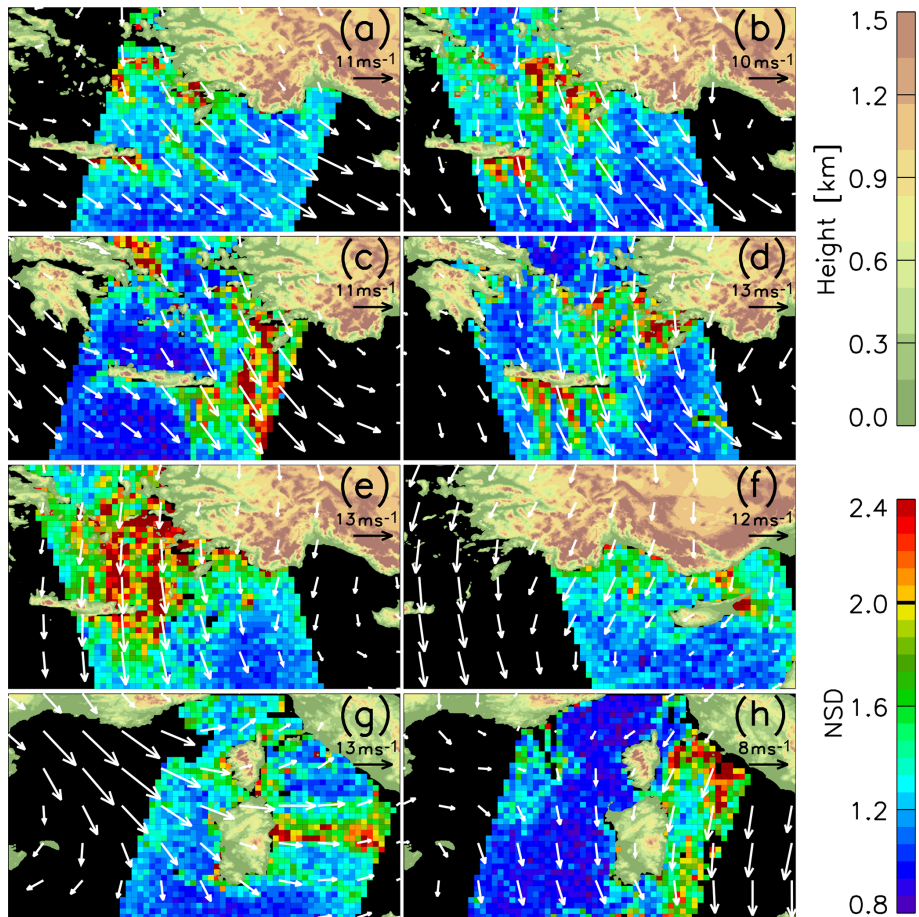 (a)
11ms⁻¹
(b)
10ms⁻¹
(c)
11ms⁻¹
(d)
13ms⁻¹
(e)
13ms⁻¹
(f)
12ms⁻¹
(g)
13ms⁻¹
(h)
8ms⁻¹
1.5
1.2
0.9
0.6
0.3
0.0
Height [km]
2.4
2.0
1.6
1.2
0.8
NSD